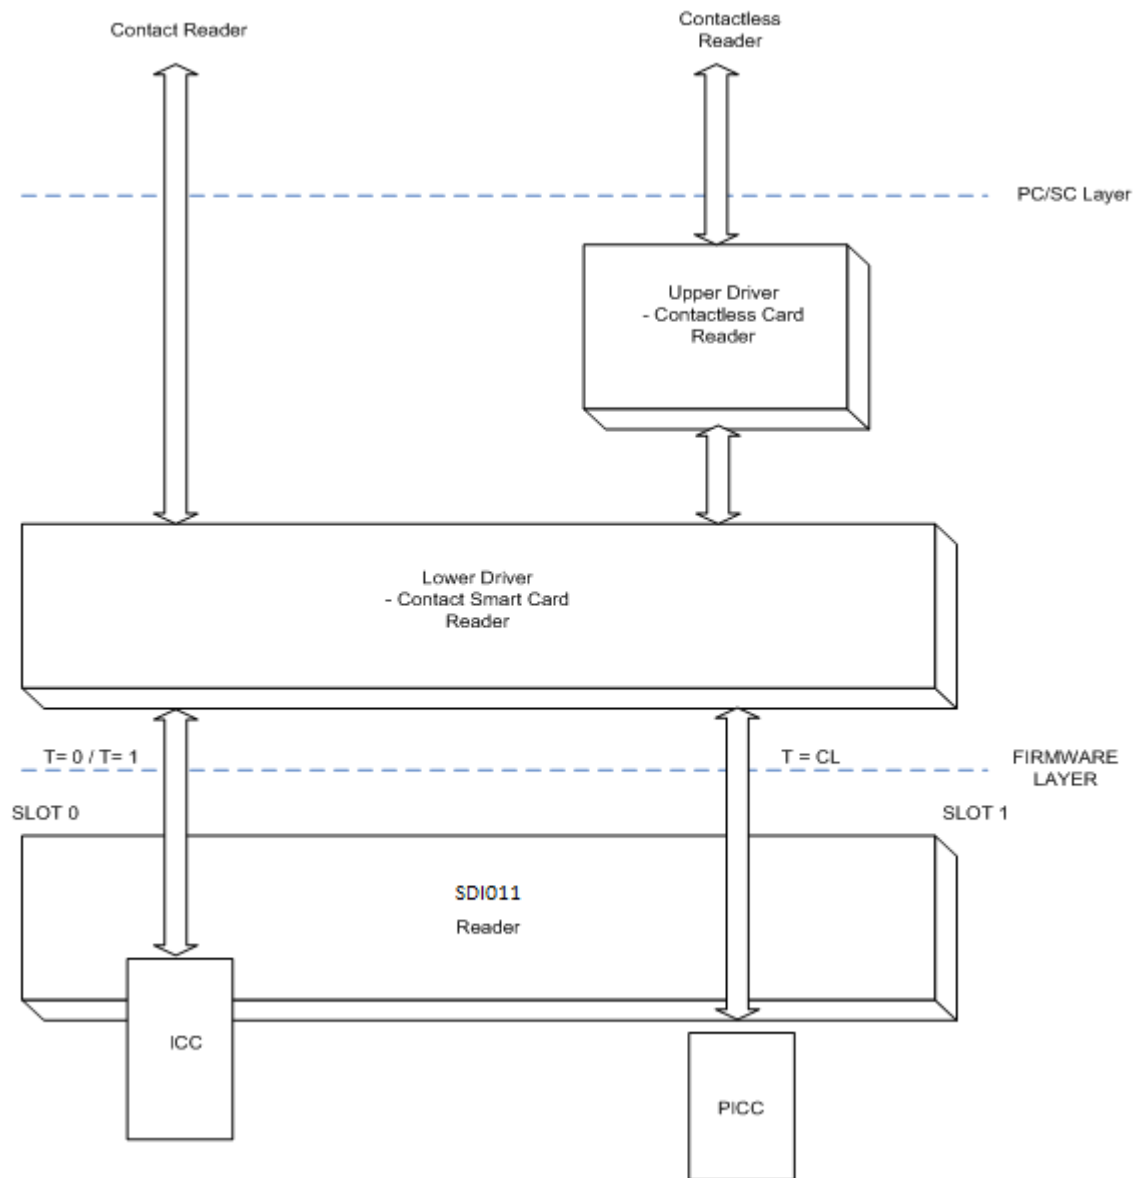 Contact Reader
Contactless
Reader
PC/SC Layer
Upper Driver
- Contactless Card
Reader
Lower Driver
- Contact Smart Card
Reader
T= 0 / T= 1
T = CL
FIRMWARE
LAYER
SLOT 0
SLOT 1
SDI011
Reader
ICC
PICC